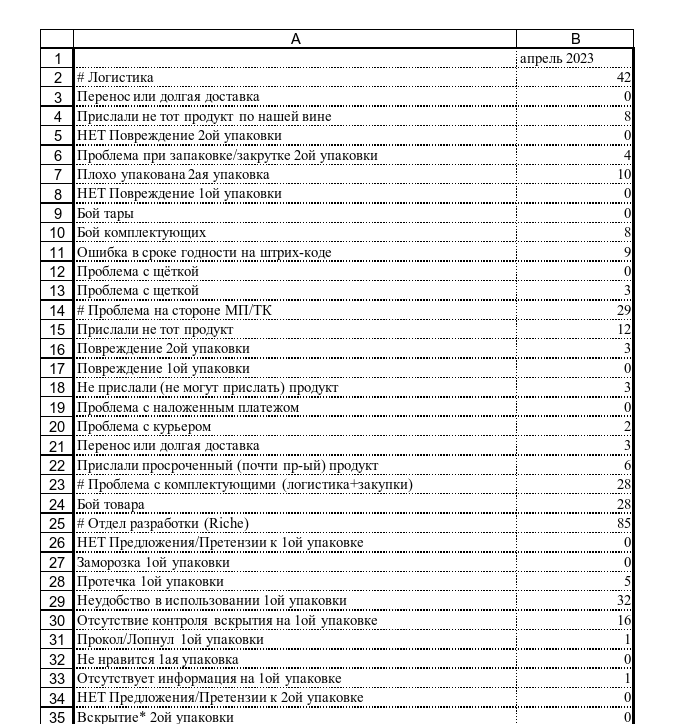 A B
1 апрель 2023
2 # Логистика 42
3 Перенос или долгая доставка 0
4 Прислали не тот продукт по нашей вине 8
5 НЕТ Повреждение 2ой упаковки 0
6 Проблема при запаковке/закрутке 2ой упаковки 4
7 Плохо упакована 2ая упаковка 10
8 НЕТ Повреждение 1ой упаковки 0
9 Бой тары 0
10 Бой комплектующих 8
11 Ошибка в сроке годности на штрих-коде 9
12 Проблема с щёткой 0
13 Проблема с щеткой 3
14 # Проблема на стороне МП/ТК 29
15 Прислали не тот продукт 12
16 Повреждение 2ой упаковки 3
17 Повреждение 1ой упаковки 0
18 Не прислали (не могут прислать) продукт 3
19 Проблема с наложенным платежом 0
20 Проблема с курьером 2
21 Перенос или долгая доставка 3
22 Прислали просроченный (почти пр-ый) продукт 6
23 # Проблема с комплектующими (логистика+закупки) 28
24 Бой товара 28
25 # Отдел разработки (Riche) 85
26 НЕТ Предложения/Претензии к 1ой упаковке 0
27 Заморозка 1ой упаковки 0
28 Протечка 1ой упаковки 5
29 Неудобство в использовании 1ой упаковки 32
30 Отсутствие контроля вскрытия на 1ой упаковке 16
31 Прокол/Лопнул 1ой упаковки 1
32 Не нравится 1ая упаковка 0
33 Отсутствует информация на 1ой упаковке 1
34 НЕТ Предложения/Претензии к 2ой упаковке 0
35 Вскрытие* 2ой упаковки 0